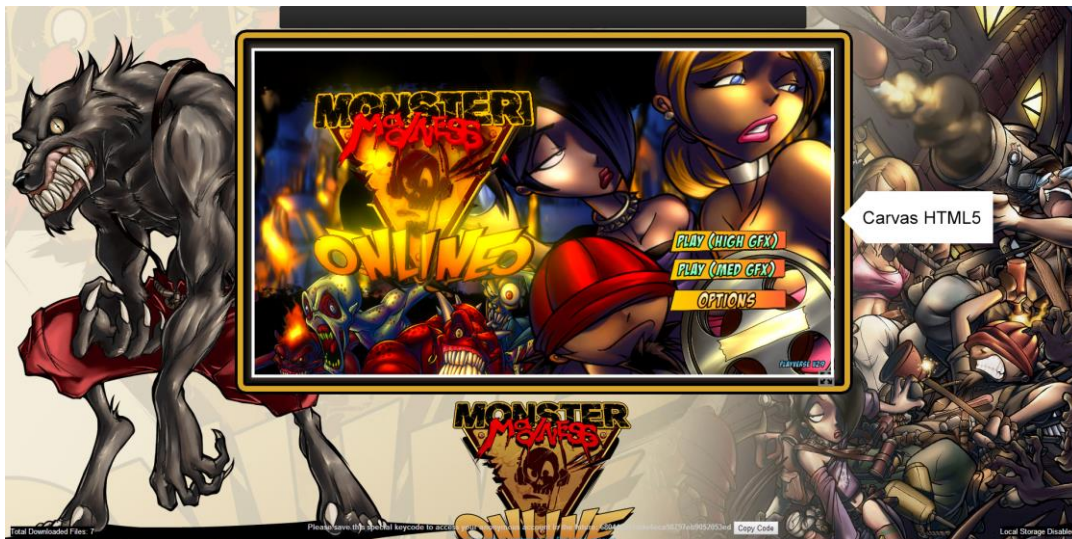 MONSTER
MADNESS
ONLINE
PLAY (HIGH GFX)
PLAY (MED GFX)
OPTIONS
Carvas HTML5
MONSTER
MADNESS
ONLINE
Total Downloaded Files: 7
Please save this special keycode to access your anonymous account in the future:
Copy Code
Local Storage Disable